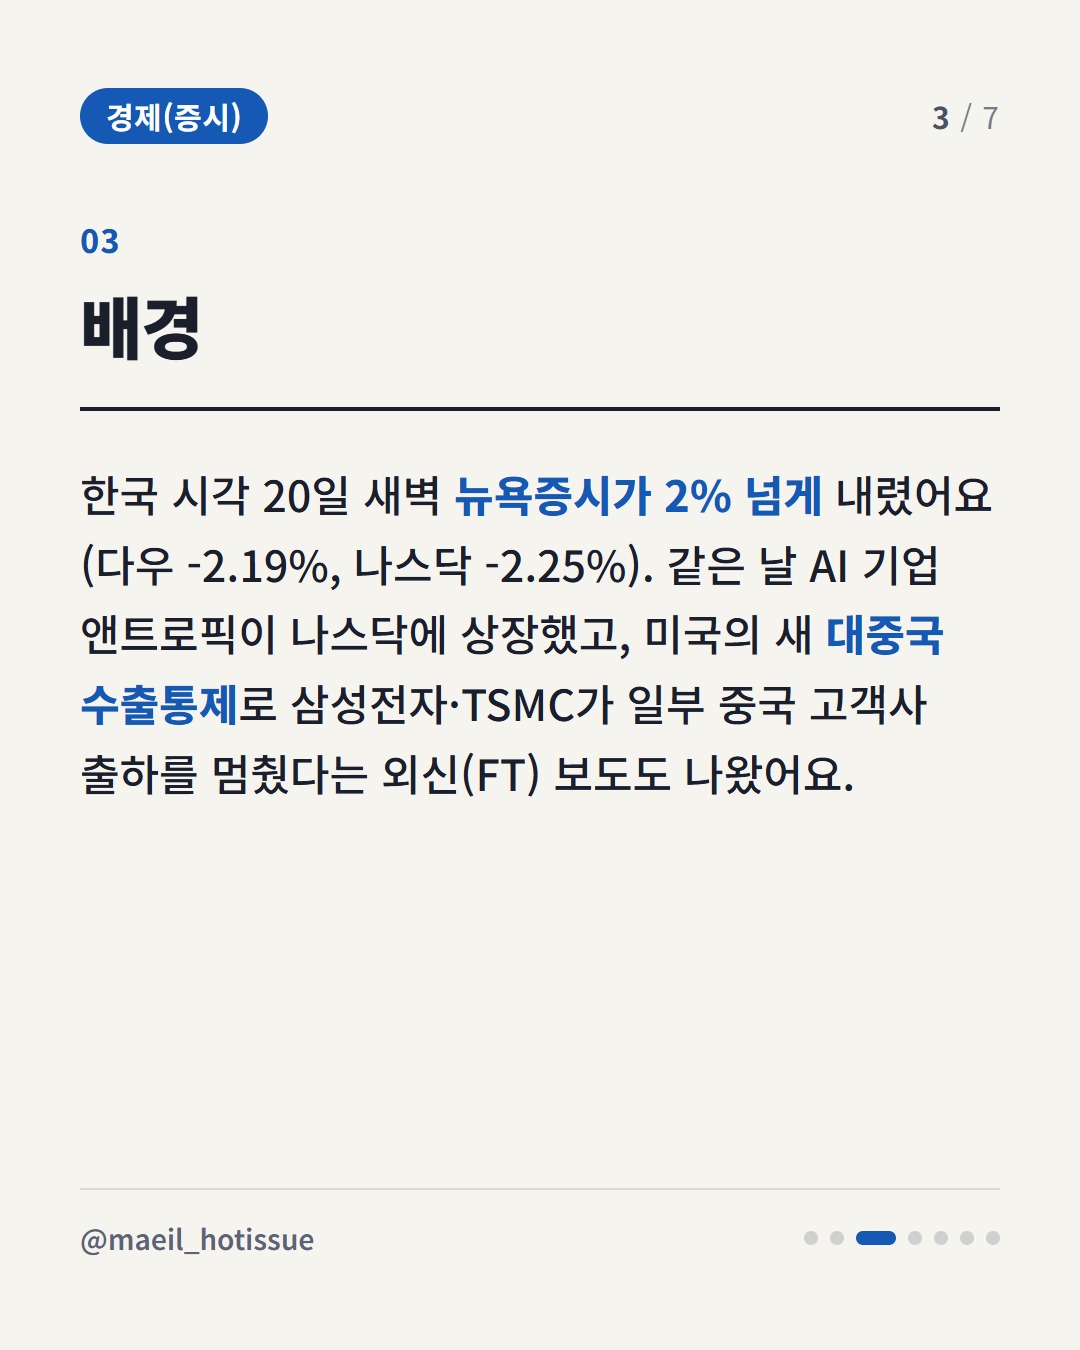 경제(증시)
3 / 7
03
배경
한국 시각 20일 새벽 뉴욕증시가 2% 넘게 내렸어요
(다우 -2.19%, 나스닥 -2.25%). 같은 날 AI 기업
앤트로픽이 나스닥에 상장했고, 미국의 새 대중국
수출통제로 삼성전자·TSMC가 일부 중국 고객사
출하를 멈췄다는 외신(FT) 보도도 나왔어요.
@maeil_hotissue